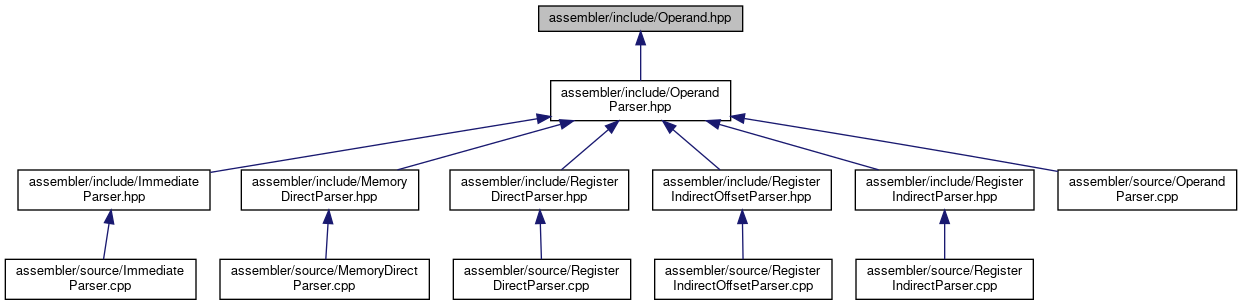 assembler/include/Operand.hpp
assembler/include/Operand
Parser.hpp
assembler/include/Immediate
Parser.hpp
assembler/include/Memory
DirectParser.hpp
assembler/include/Register
DirectParser.hpp
assembler/include/Register
IndirectOffsetParser.hpp
assembler/include/Register
IndirectParser.hpp
assembler/source/Operand
Parser.cpp
assembler/source/Immediate
Parser.cpp
assembler/source/MemoryDirect
Parser.cpp
assembler/source/Register
DirectParser.cpp
assembler/source/Register
IndirectOffsetParser.cpp
assembler/source/Register
IndirectParser.cpp